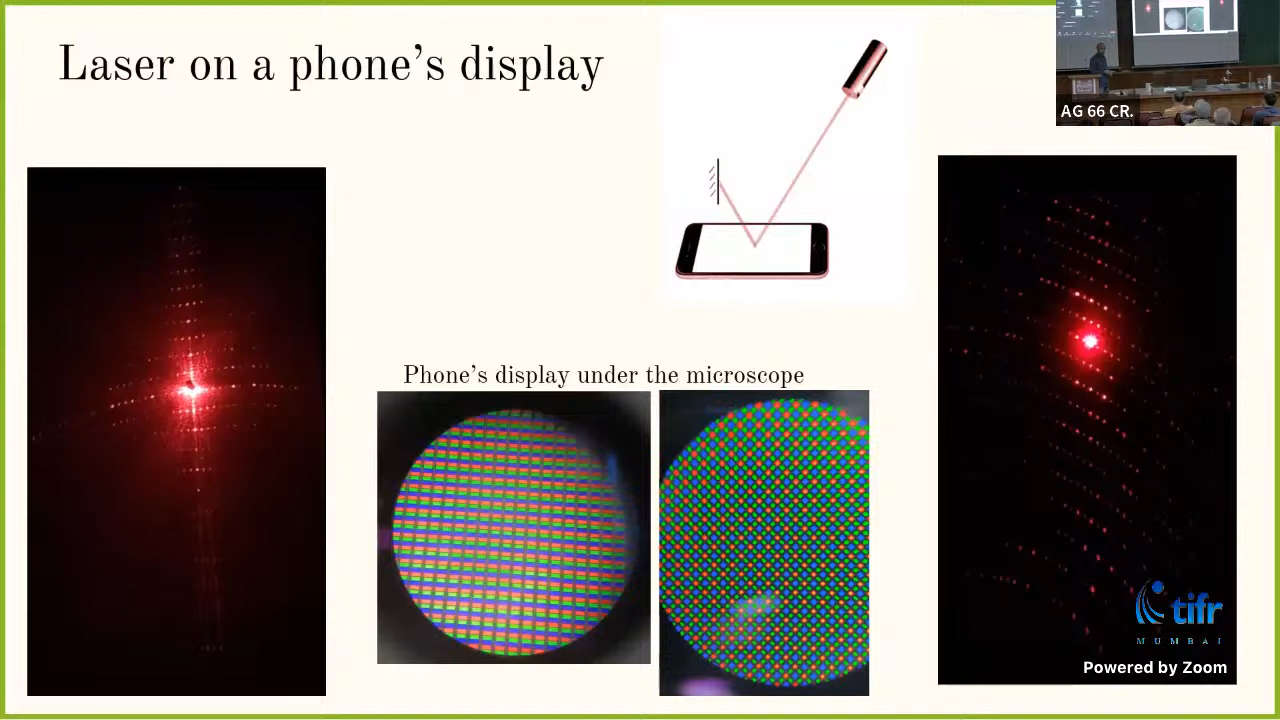 Laser on a phone's display
AG 66 CR.
Phone's display under the microscope
tifr
MUMBAI
Powered by Zoom